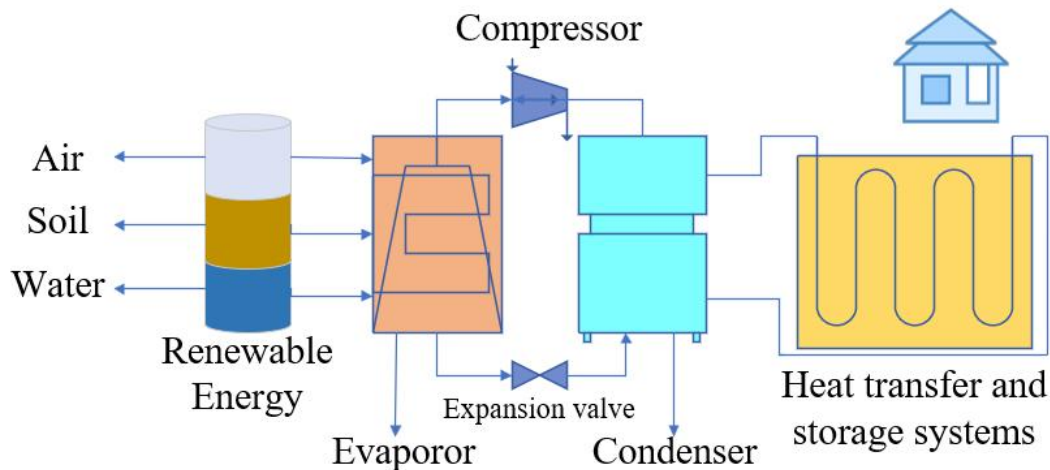 Compressor
Air
Soil
Water
Renewable
Energy
Expansion valve
Evaporor
Condenser
Heat transfer and
storage systems